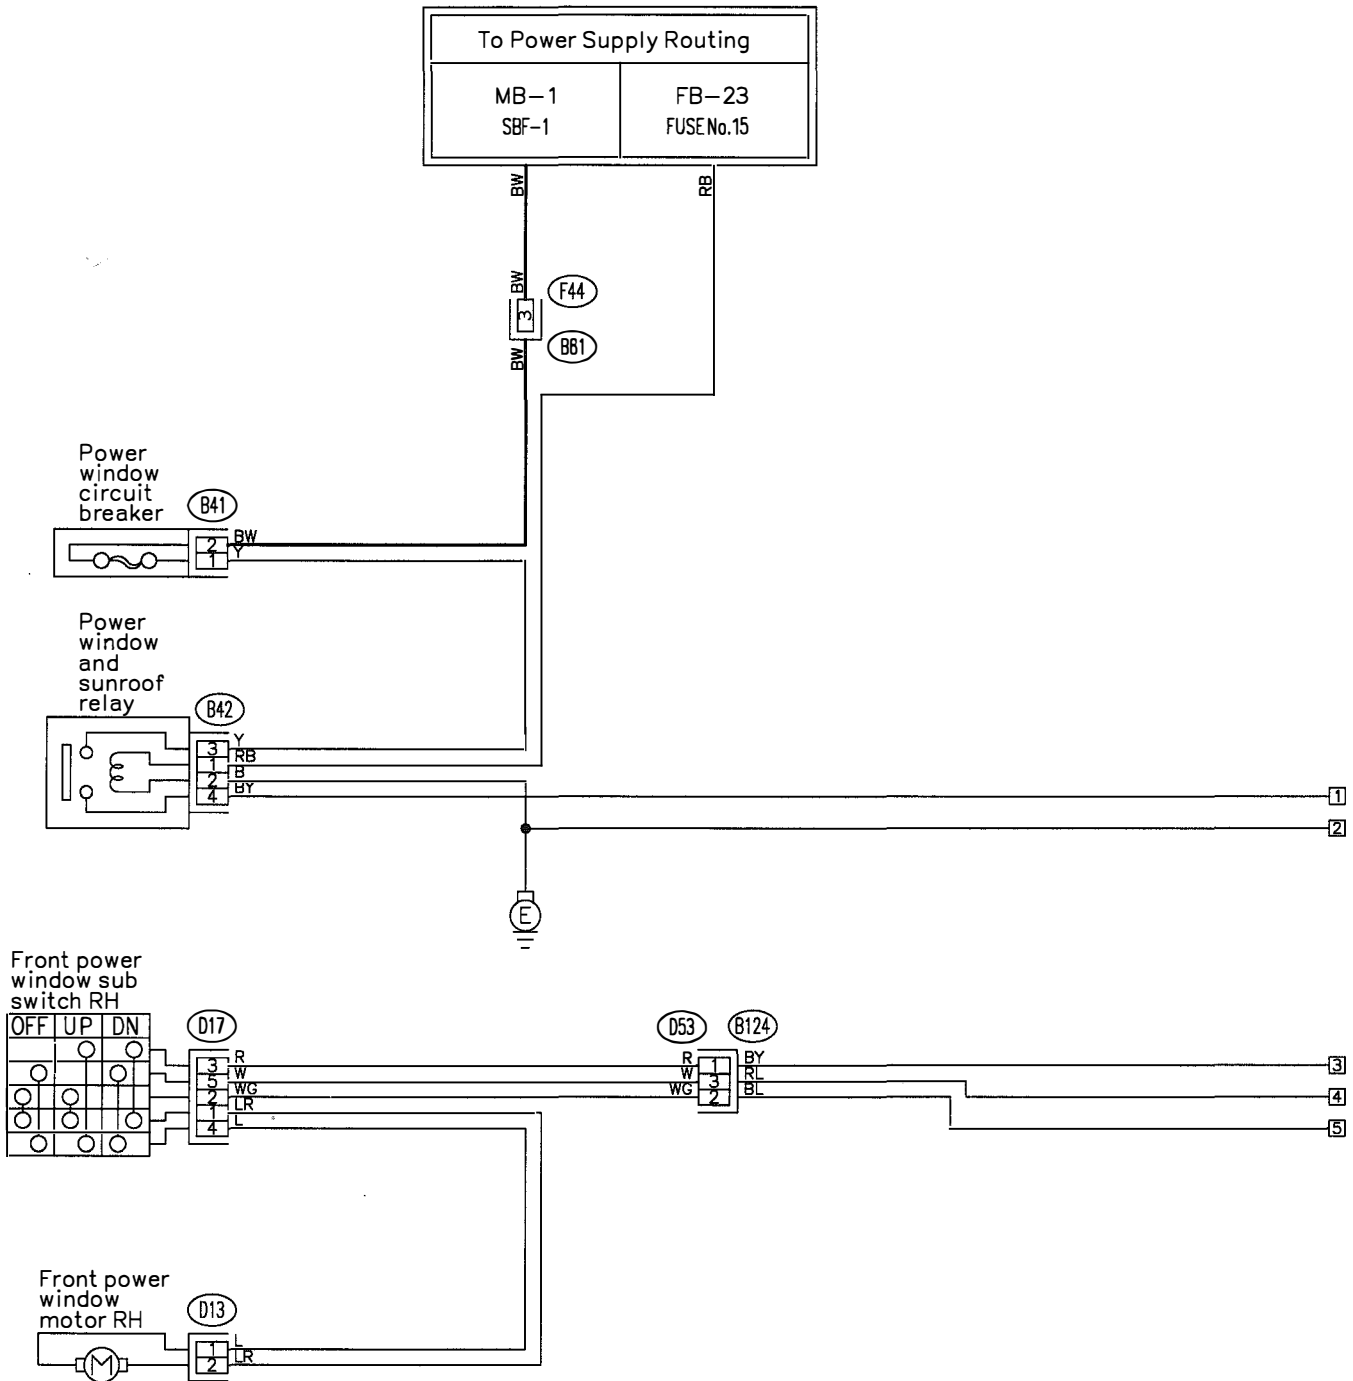 To Power Supply Routing
MB-1
SBF-1
FB-23
FUSE No.15
BW
RB
BW
F44
3
B61
BW
Power
window
circuit
breaker
B41
2 BW
1 Y
Power
window
and
sunroof
relay
B42
3 Y
1 RB
2 B
4 BY
1
2
E
Front power
window sub
switch RH
OFF UP DN
D17
3 R
5 W
2 WG
1 LR
4 L
D53 B124
R 1 BY
W 3 RL
WG 2 BL
3
4
5
Front power
window
motor RH
D13
M
1 L
2 LR